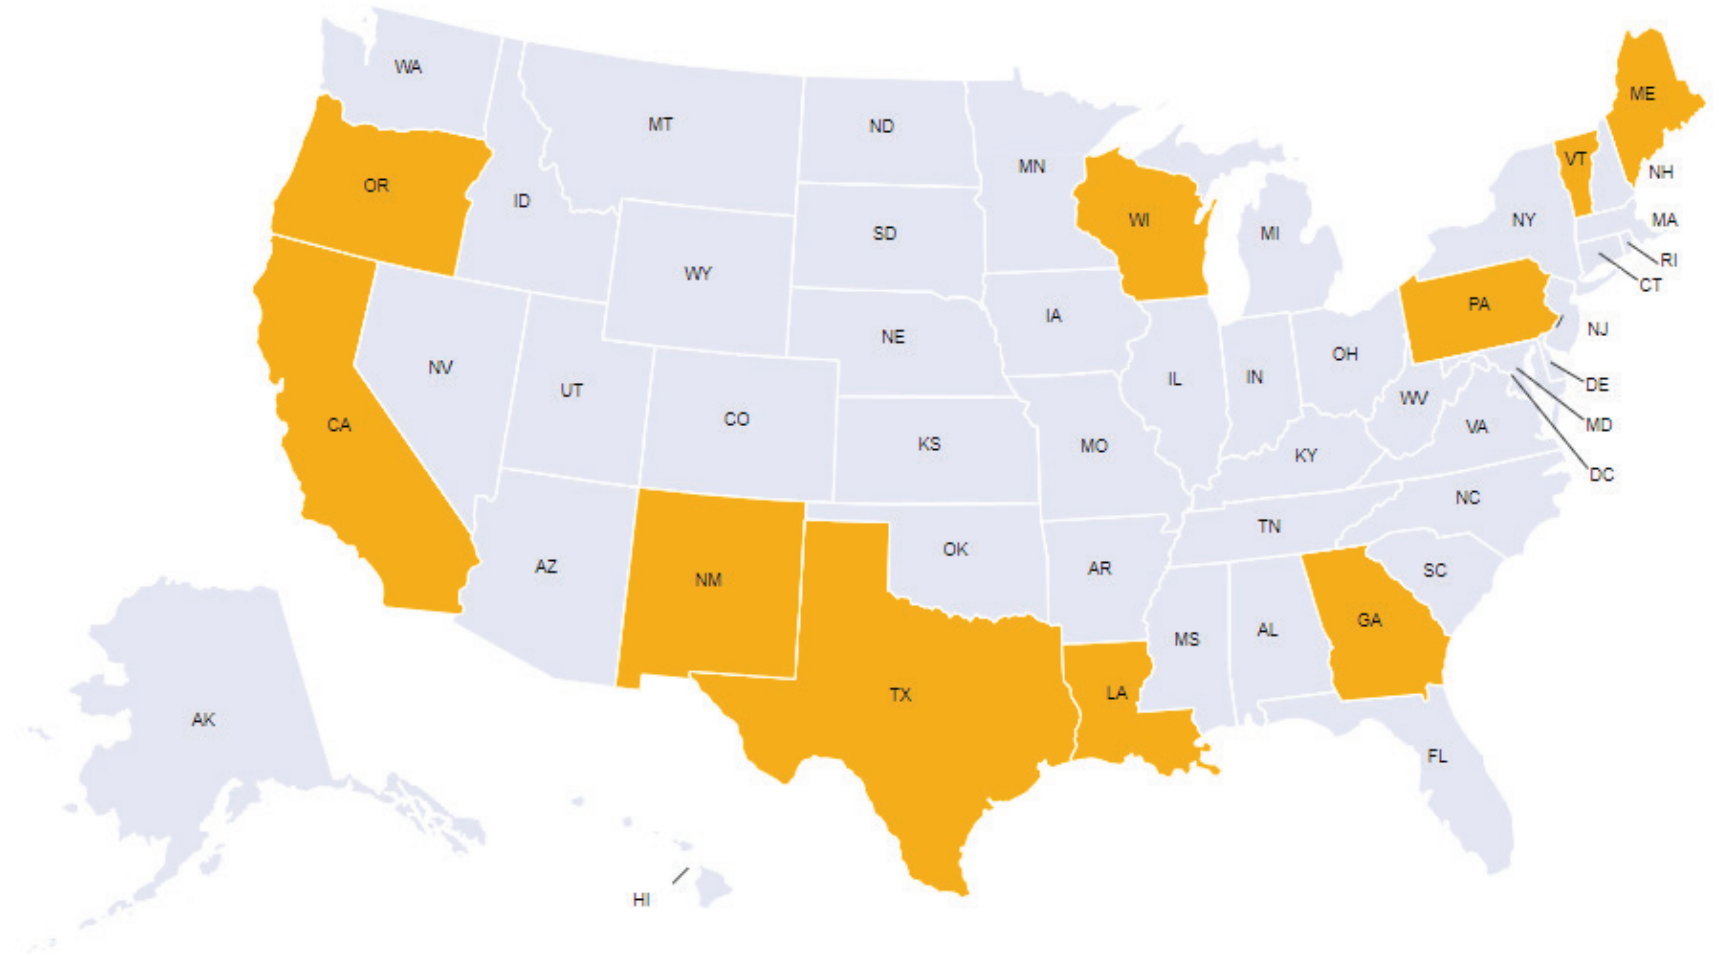 WA
MT
ND
MN
ME
OR
ID
SD
WI
MI
VT
NH
NY
MA
WY
RI
CT
IA
PA
NE
NJ
NV
UT
CO
IL
IN
OH
DE
WV
CA
KS
MO
KY
VA
MD
DC
NC
AZ
NM
OK
AR
TN
SC
MS
AL
GA
AK
TX
LA
FL
HI